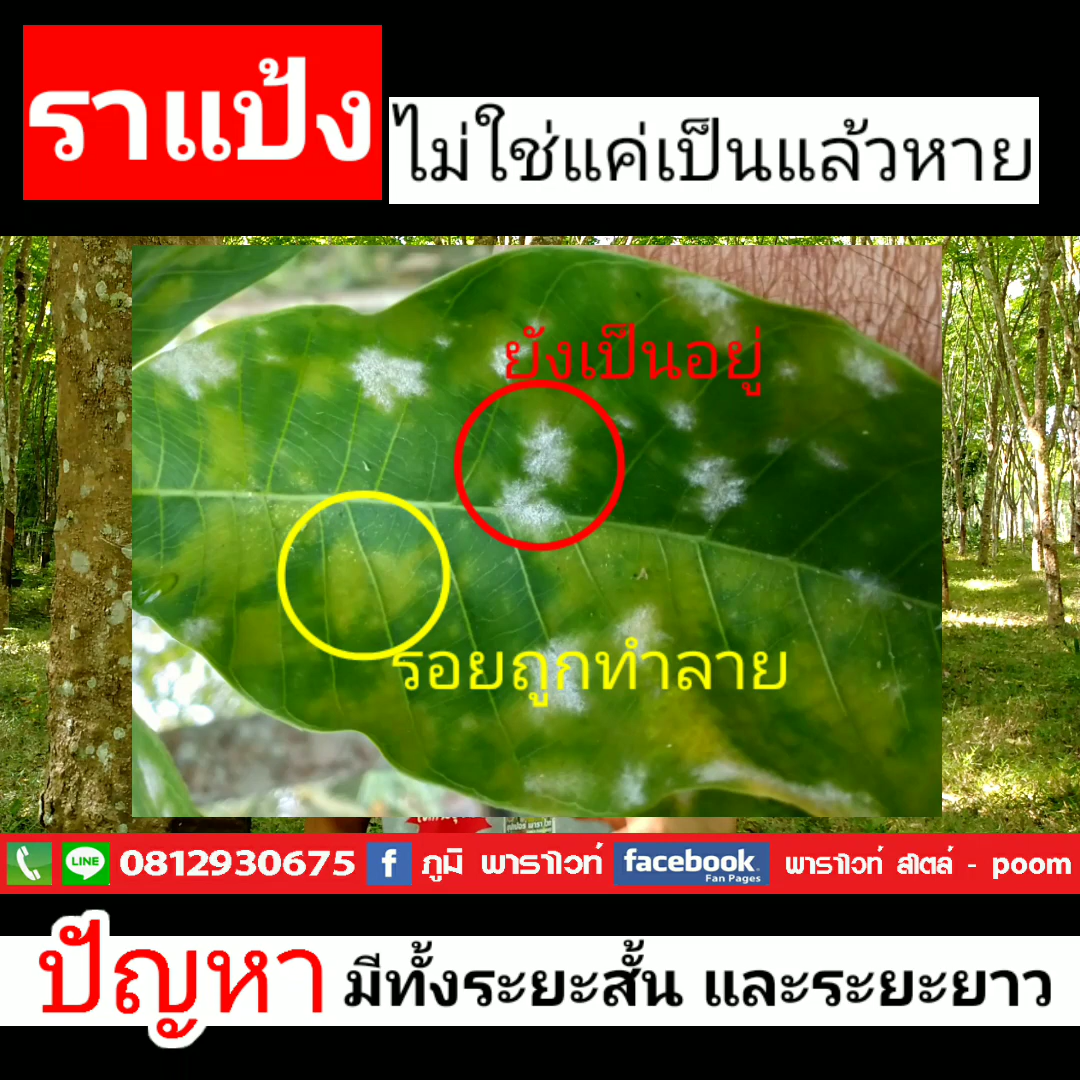 ราแป้ง
ไม่ใช่แค่เป็นแล้วหาย
ยังเป็นอยู่
รอยถูกทำลาย
LINE 0812930675 f ภูมิ พาราไวท์ facebook Fan Pages พาราไวท์ สไตล์ - poom
ปัญหา มีทั้งระยะสั้น และระยะยาว